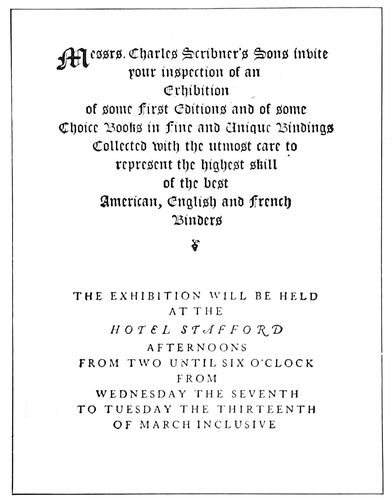 Messrs. Charles Scribner's Sons invite
your inspection of an
Exhibition
of some First Editions and of some
Choice Books in Fine and Unique Bindings
Collected with the utmost care to
represent the highest skill
of the best
American, English and French
Binders
THE EXHIBITION WILL BE HELD
AT THE
HOTEL STAFFORD
AFTERNOONS
FROM TWO UNTIL SIX O'CLOCK
FROM
WEDNESDAY THE SEVENTH
TO TUESDAY THE THIRTEENTH
OF MARCH INCLUSIVE